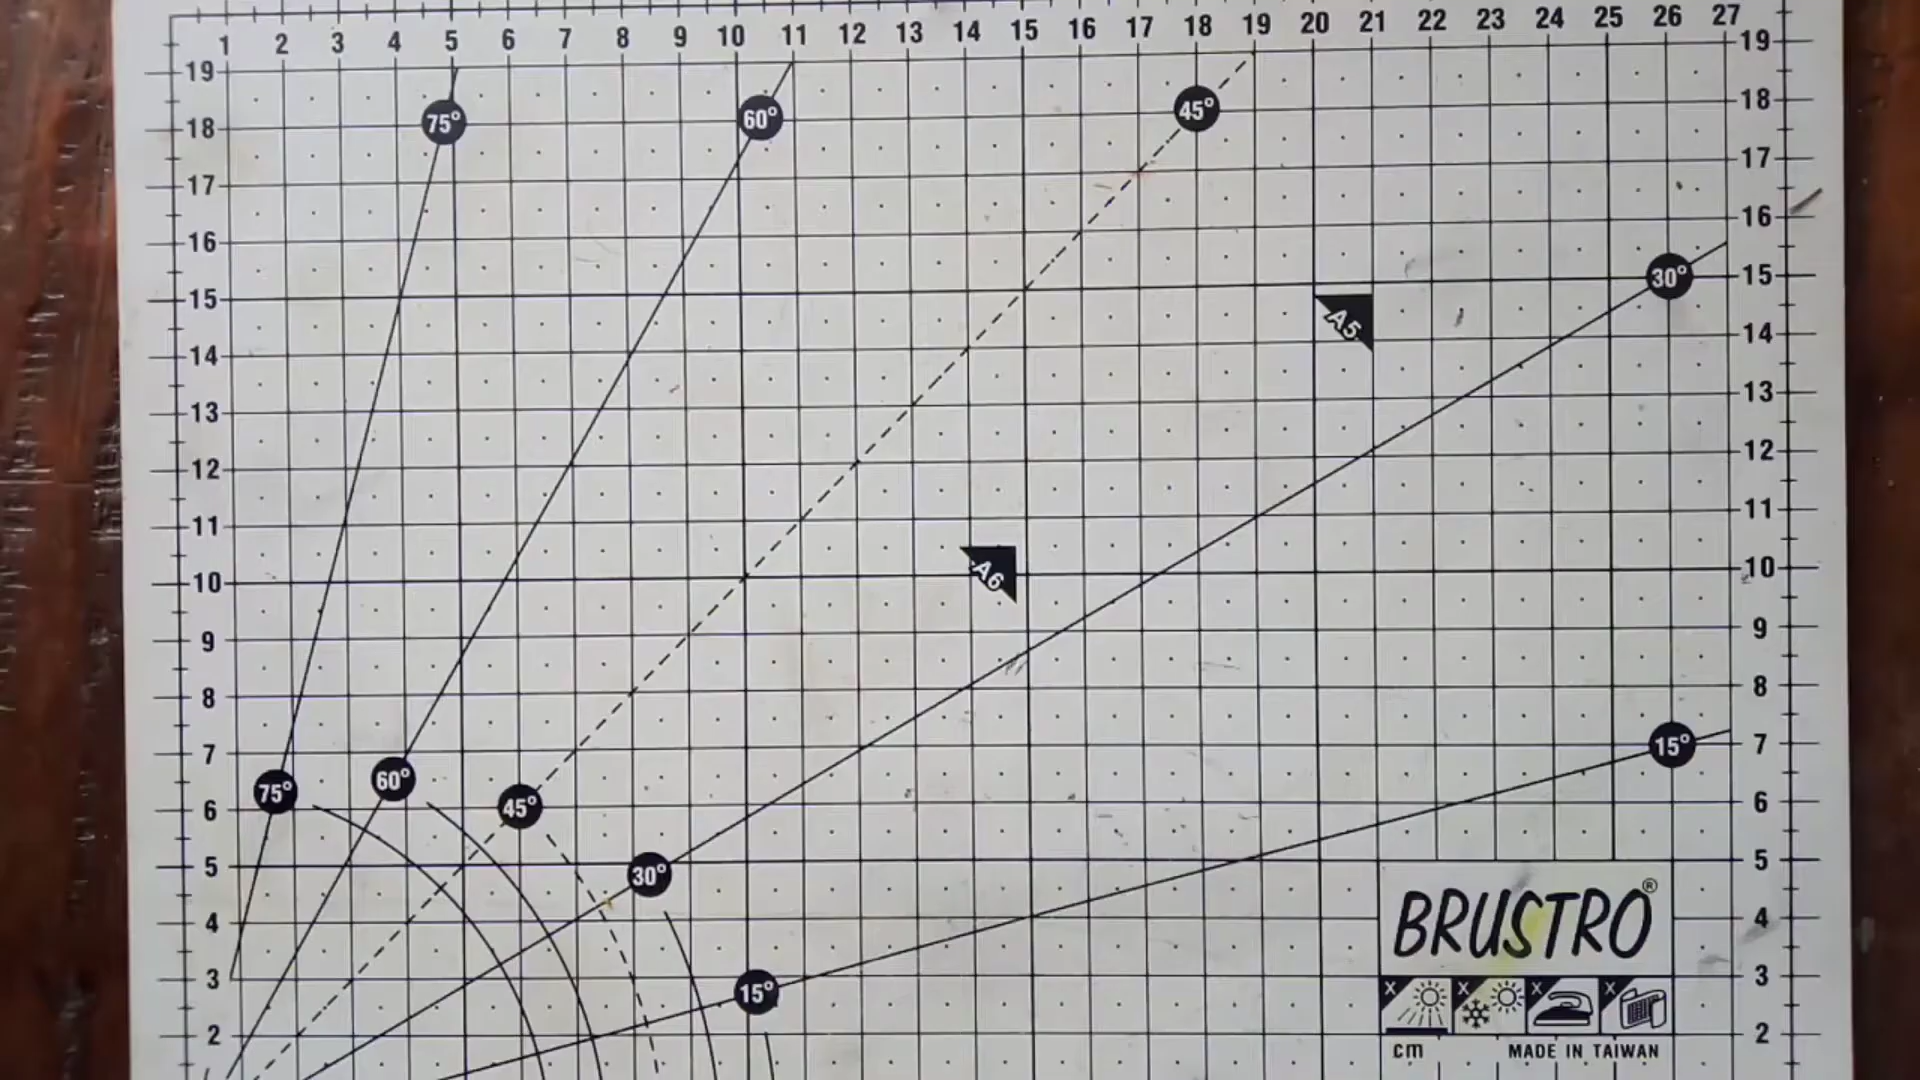 1 2 3 4 5 6 7 8 9 10 11 12 13 14 15 16 17 18 19 20 21 22 23 24 25 26 27
19 19
75° 60° 45°
18 18
17 17
16 16
15 30° 15
A5
14 14
13 13
12 12
11 11
10 A6 10
9 9
8 8
7 15° 7
75° 60° 45°
6 6
5 5
30°
4 BRUSTRO® 4
3 3
15° X X X X
2 2
cm MADE IN TAIWAN